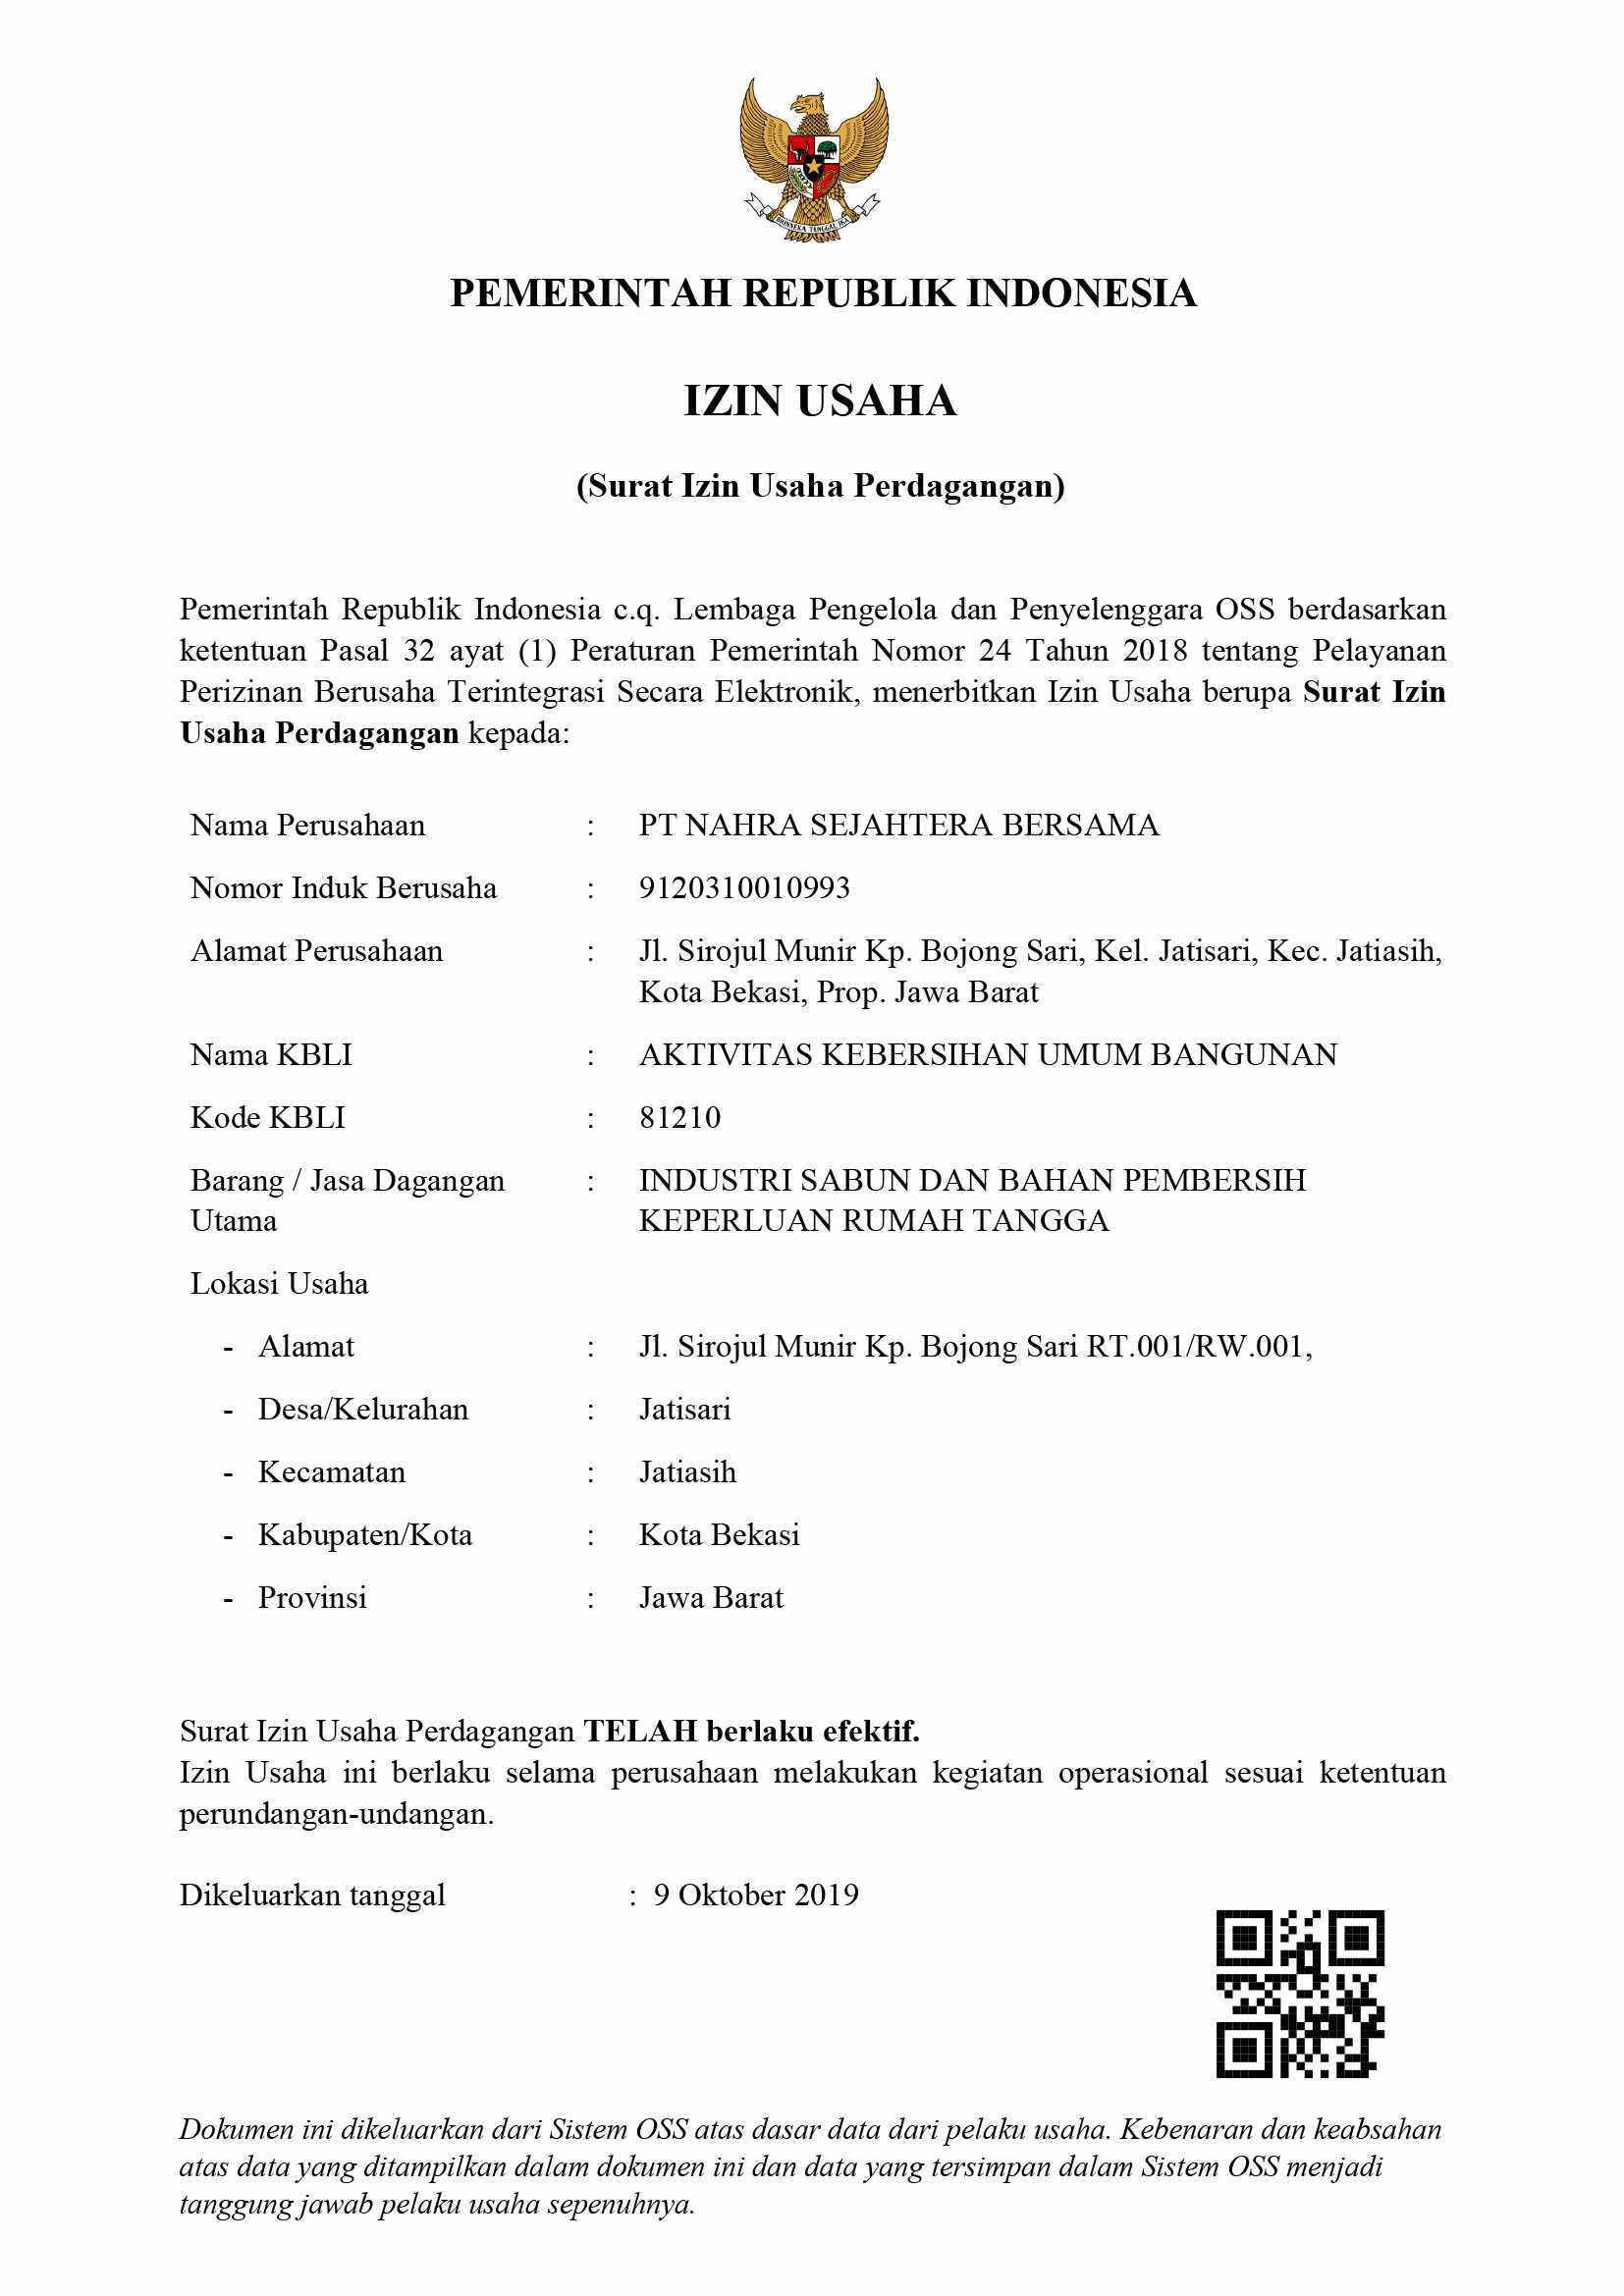 BHINNEKA TUNGGAL IKA
PEMERINTAH REPUBLIK INDONESIA
IZIN USAHA
(Surat Izin Usaha Perdagangan)
Pemerintah Republik Indonesia c.q. Lembaga Pengelola dan Penyelenggara OSS berdasarkan
ketentuan Pasal 32 ayat (1) Peraturan Pemerintah Nomor 24 Tahun 2018 tentang Pelayanan
Perizinan Berusaha Terintegrasi Secara Elektronik, menerbitkan Izin Usaha berupa Surat Izin
Usaha Perdagangan kepada:
Nama Perusahaan : PT NAHRA SEJAHTERA BERSAMA
Nomor Induk Berusaha : 9120310010993
Alamat Perusahaan : Jl. Sirojul Munir Kp. Bojong Sari, Kel. Jatisari, Kec. Jatiasih,
Kota Bekasi, Prop. Jawa Barat
Nama KBLI : AKTIVITAS KEBERSIHAN UMUM BANGUNAN
Kode KBLI : 81210
Barang / Jasa Dagangan : INDUSTRI SABUN DAN BAHAN PEMBERSIH
Utama KEPERLUAN RUMAH TANGGA
Lokasi Usaha
- Alamat : Jl. Sirojul Munir Kp. Bojong Sari RT.001/RW.001,
- Desa/Kelurahan : Jatisari
- Kecamatan : Jatiasih
- Kabupaten/Kota : Kota Bekasi
- Provinsi : Jawa Barat
Surat Izin Usaha Perdagangan TELAH berlaku efektif.
Izin Usaha ini berlaku selama perusahaan melakukan kegiatan operasional sesuai ketentuan
perundangan-undangan.
Dikeluarkan tanggal : 9 Oktober 2019
Dokumen ini dikeluarkan dari Sistem OSS atas dasar data dari pelaku usaha. Kebenaran dan keabsahan
atas data yang ditampilkan dalam dokumen ini dan data yang tersimpan dalam Sistem OSS menjadi
tanggung jawab pelaku usaha sepenuhnya.